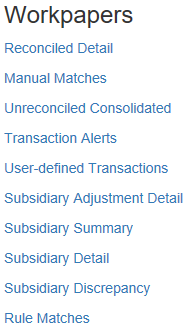 Workpapers
Reconciled Detail
Manual Matches
Unreconciled Consolidated
Transaction Alerts
User-defined Transactions
Subsidiary Adjustment Detail
Subsidiary Summary
Subsidiary Detail
Subsidiary Discrepancy
Rule Matches